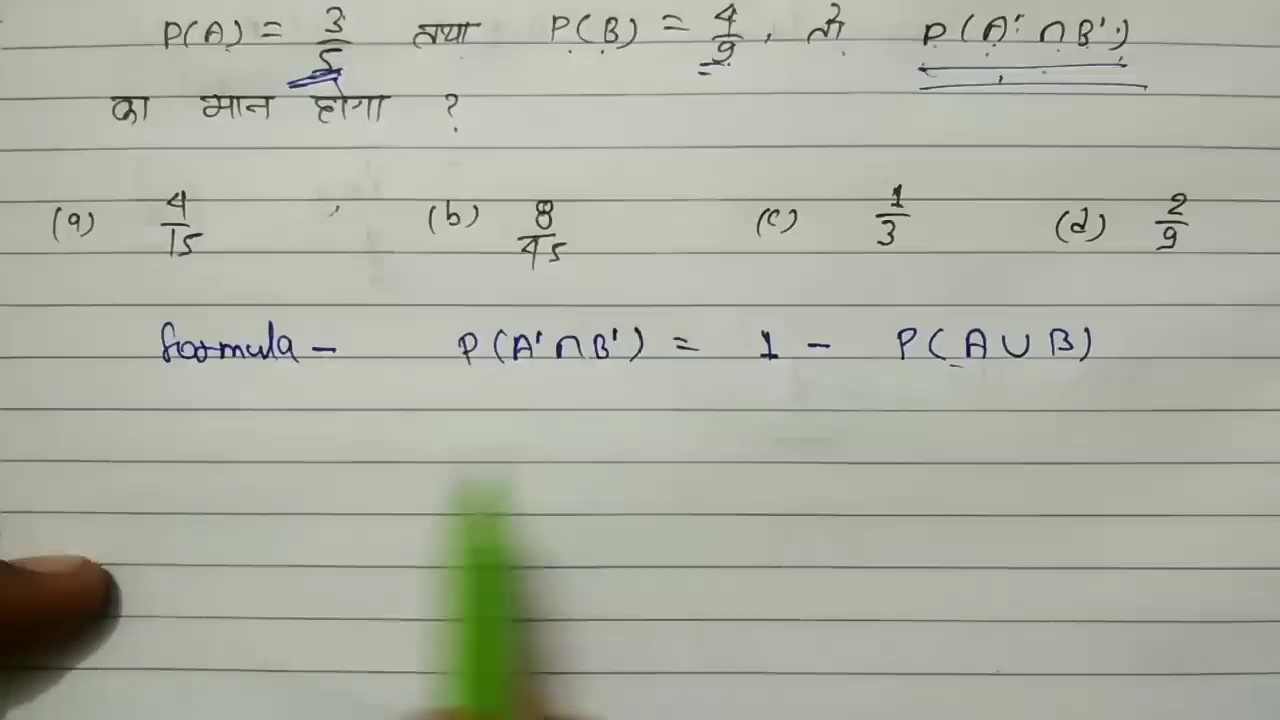 P(A) = 3/5 तथा P(B) = 4/9, तो P(A' ∩ B')
का मान होगा ?
(a) 4/15 (b) 8/45 (c) 1/3 (d) 2/9
formula - P(A' ∩ B') = 1 - P(A ∪ B)